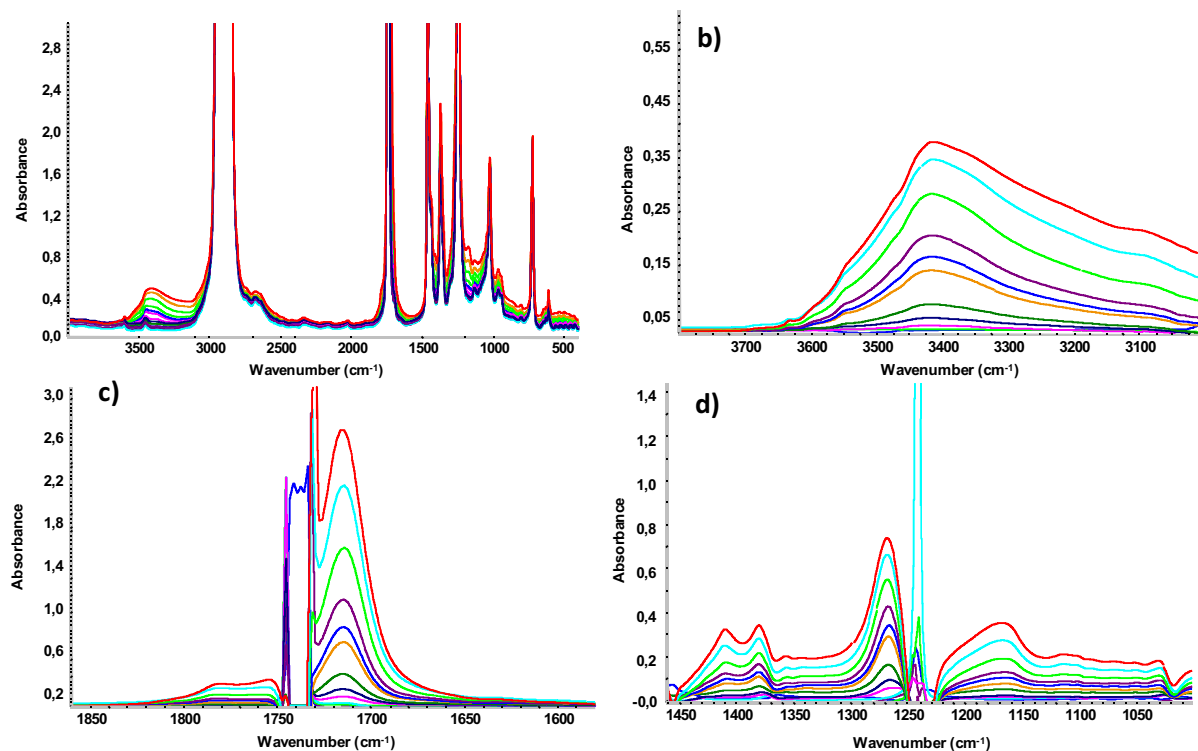 2,8
2,4
2,0
1,6
1,2
0,8
0,4
0,0
Absorbance
3500 3000 2500 2000 1500 1000 500
Wavenumber (cm-1)
b)
0,55
0,45
0,35
0,25
0,15
0,05
Absorbance
3700 3500 3400 3200 3100
Wavenumber (cm-1)
c)
3,0
2,6
2,2
1,8
1,4
1,0
0,6
0,2
Absorbance
1850 1800 1750 1700 1650 1600
Wavenumber (cm-1)
d)
1,4
1,2
1,0
0,8
0,6
0,4
0,2
-0,0
Absorbance
1450 1400 1300 1250 1150 1100 1050
Wavenumber (cm-1)